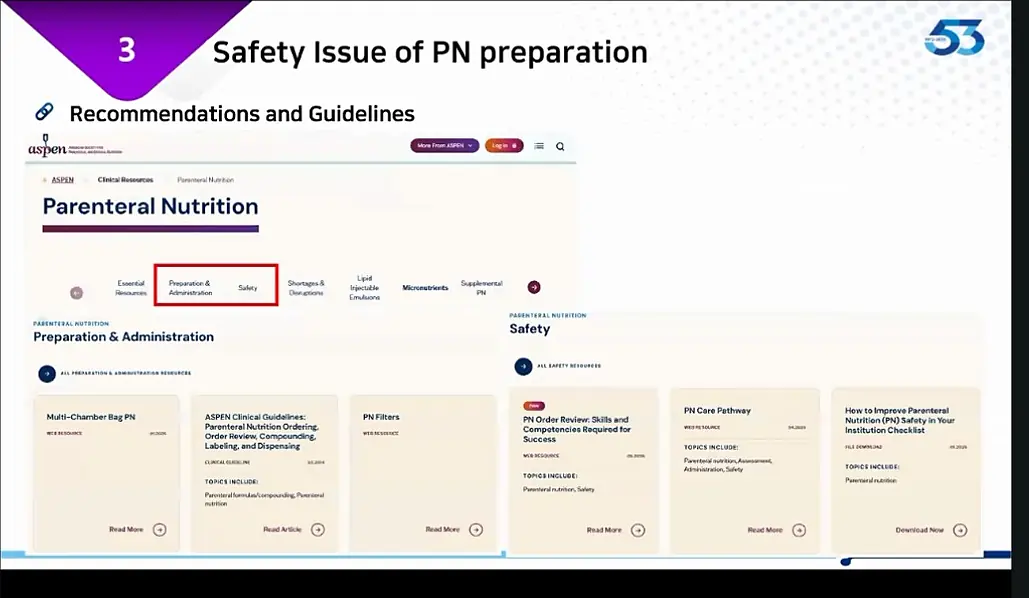 3
Safety Issue of PN preparation
53
Recommendations and Guidelines
aspen
More From ASPEN
Log in
ASPEN
Clinical Resources
Parenteral Nutrition
Parenteral Nutrition
Essential Resources
Preparation & Administration
Safety
Shortages & Disruptions
Lipid Injectable Emulsions
Micronutrients
Supplemental PN
PARENTERAL NUTRITION
Preparation & Administration
ALL PREPARATION & ADMINISTRATION RESOURCES
Multi-Chamber Bag PN
WEB RESOURCE
Read More
ASPEN Clinical Guidelines:
Parenteral Nutrition Ordering,
Order Review, Compounding,
Labeling, and Dispensing
CLINICAL GUIDELINE
TOPICS INCLUDE:
Parenteral formulas/compounding, Parenteral
nutrition
Read Article
PN Filters
WEB RESOURCE
Read More
PARENTERAL NUTRITION
Safety
ALL SAFETY RESOURCES
PN Order Review: Skills and
Competencies Required for
Success
WEB RESOURCE
TOPICS INCLUDE:
Parenteral nutrition, Safety
Read More
PN Care Pathway
WEB RESOURCE
TOPICS INCLUDE:
Parenteral nutrition, Assessment,
Administration, Safety
Read More
How to Improve Parenteral
Nutrition (PN) Safety in Your
Institution Checklist
FILE DOWNLOAD
TOPICS INCLUDE:
Parenteral nutrition
Download Now